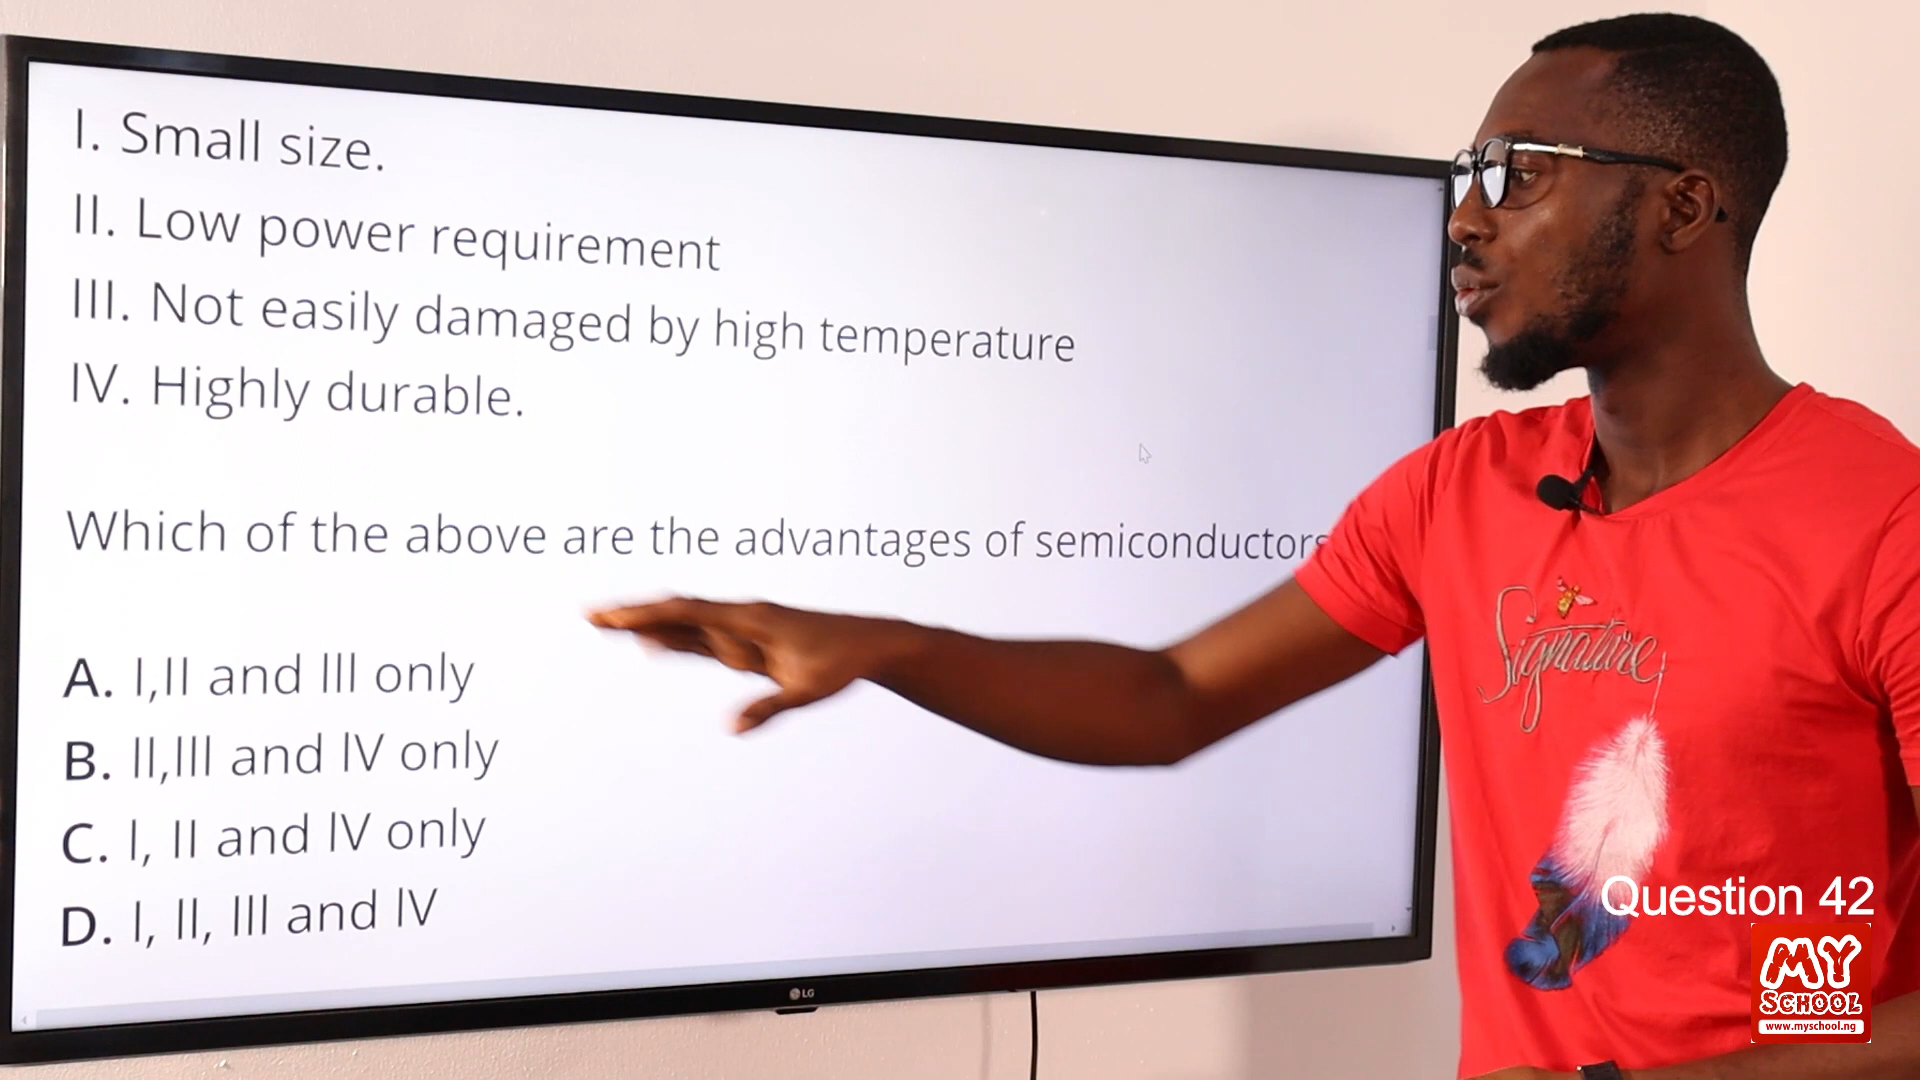 I. Small size.
II. Low power requirement
III. Not easily damaged by high temperature
IV. Highly durable.
Which of the above are the advantages of semiconductors
A. I,II and III only
B. II,III and IV only
C. I, II and IV only
D. I, II, III and IV
LG
Signature
Question 42
MY
SCHOOL
www.myschool.ng